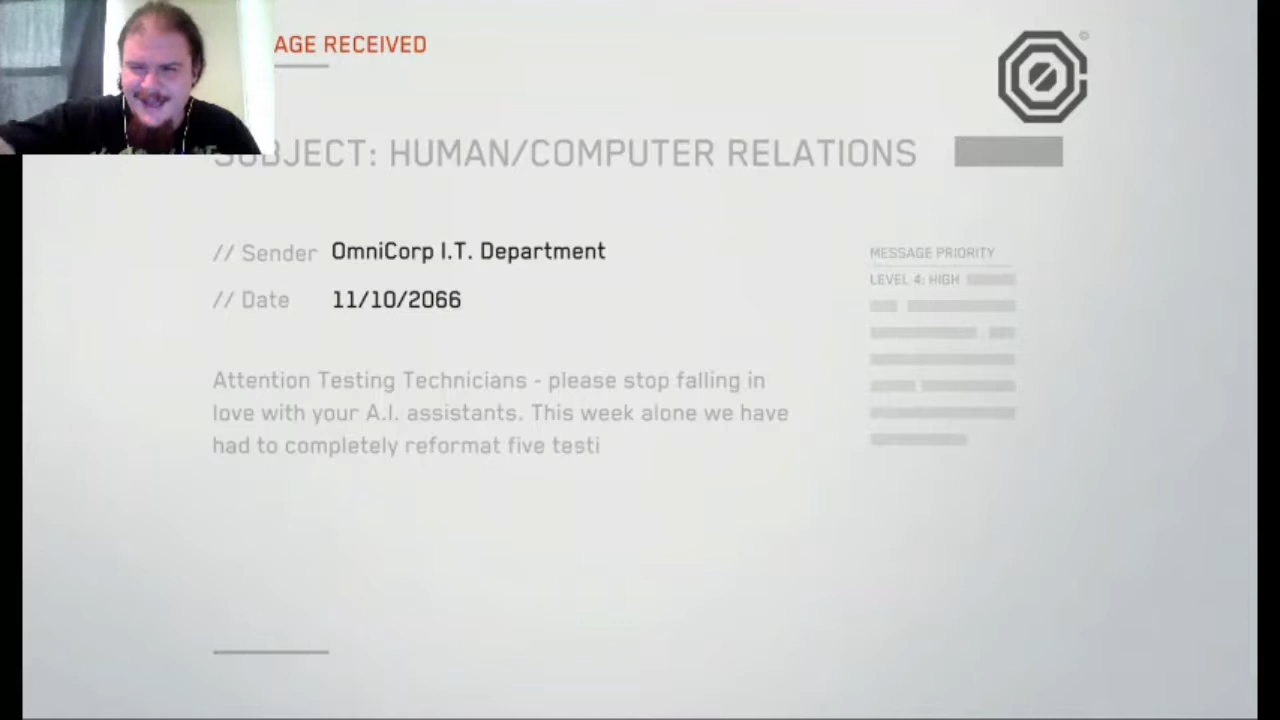 AGE RECEIVED
SUBJECT: HUMAN/COMPUTER RELATIONS
// Sender OmniCorp I.T. Department
// Date 11/10/2066
MESSAGE PRIORITY
LEVEL 4: HIGH
Attention Testing Technicians - please stop falling in
love with your A.I. assistants. This week alone we have
had to completely reformat five testi